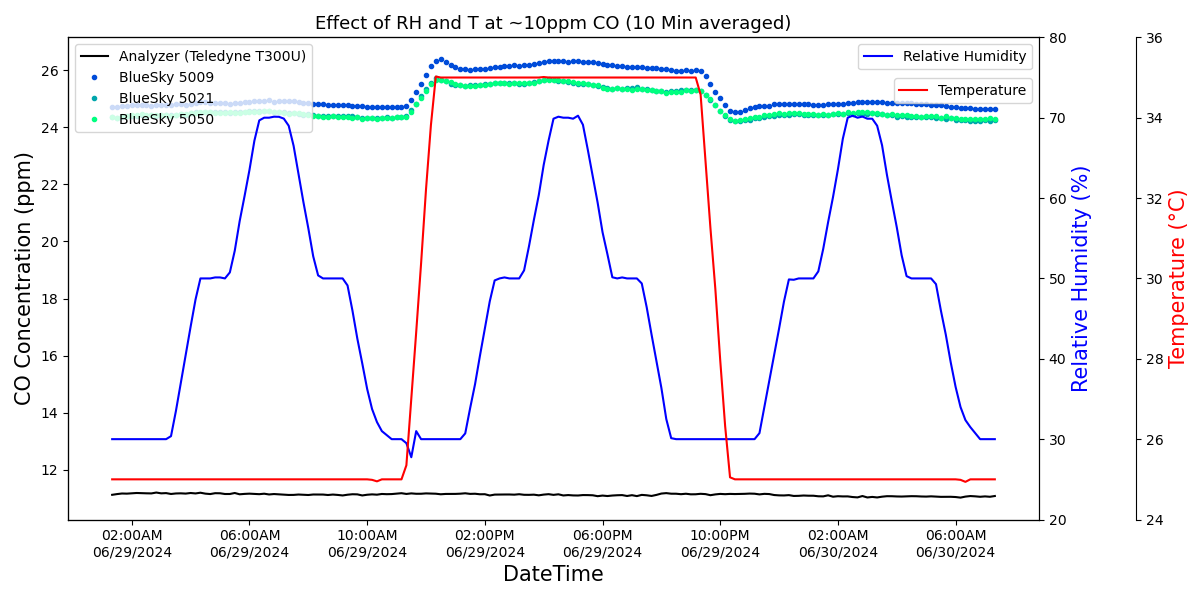 Effect of RH and T at ~10ppm CO (10 Min averaged)
Analyzer (Teledyne T300U)
BlueSky 5009
BlueSky 5021
BlueSky 5050
Relative Humidity
Temperature
CO Concentration (ppm)
26
24
22
20
18
16
14
12
80
70
60
50
40
30
20
Relative Humidity (%)
36
34
32
30
28
26
24
Temperature (°C)
02:00AM 06:00AM 10:00AM 02:00PM 06:00PM 10:00PM 02:00AM 06:00AM
06/29/2024 06/29/2024 06/29/2024 06/29/2024 06/29/2024 06/29/2024 06/30/2024 06/30/2024
DateTime